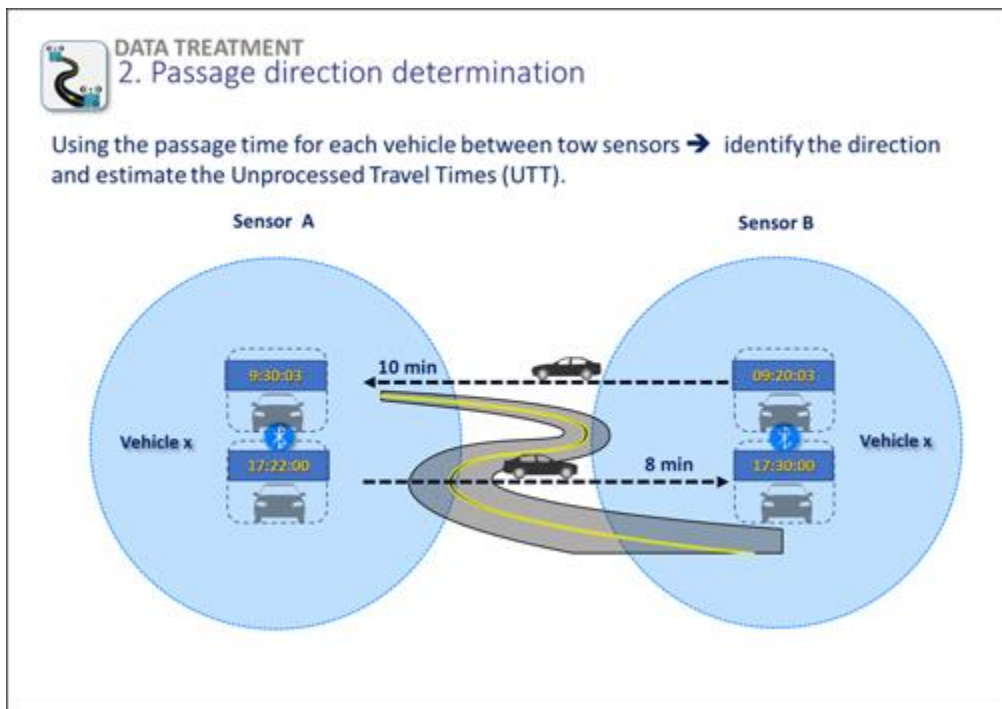 DATA TREATMENT
2. Passage direction determination
Using the passage time for each vehicle between tow sensors ➔ identify the direction
and estimate the Unprocessed Travel Times (UTT).
Sensor A
Sensor B
10 min
9:30:03
09:20:03
Vehicle x
Vehicle x
17:22:00
8 min
17:30:00